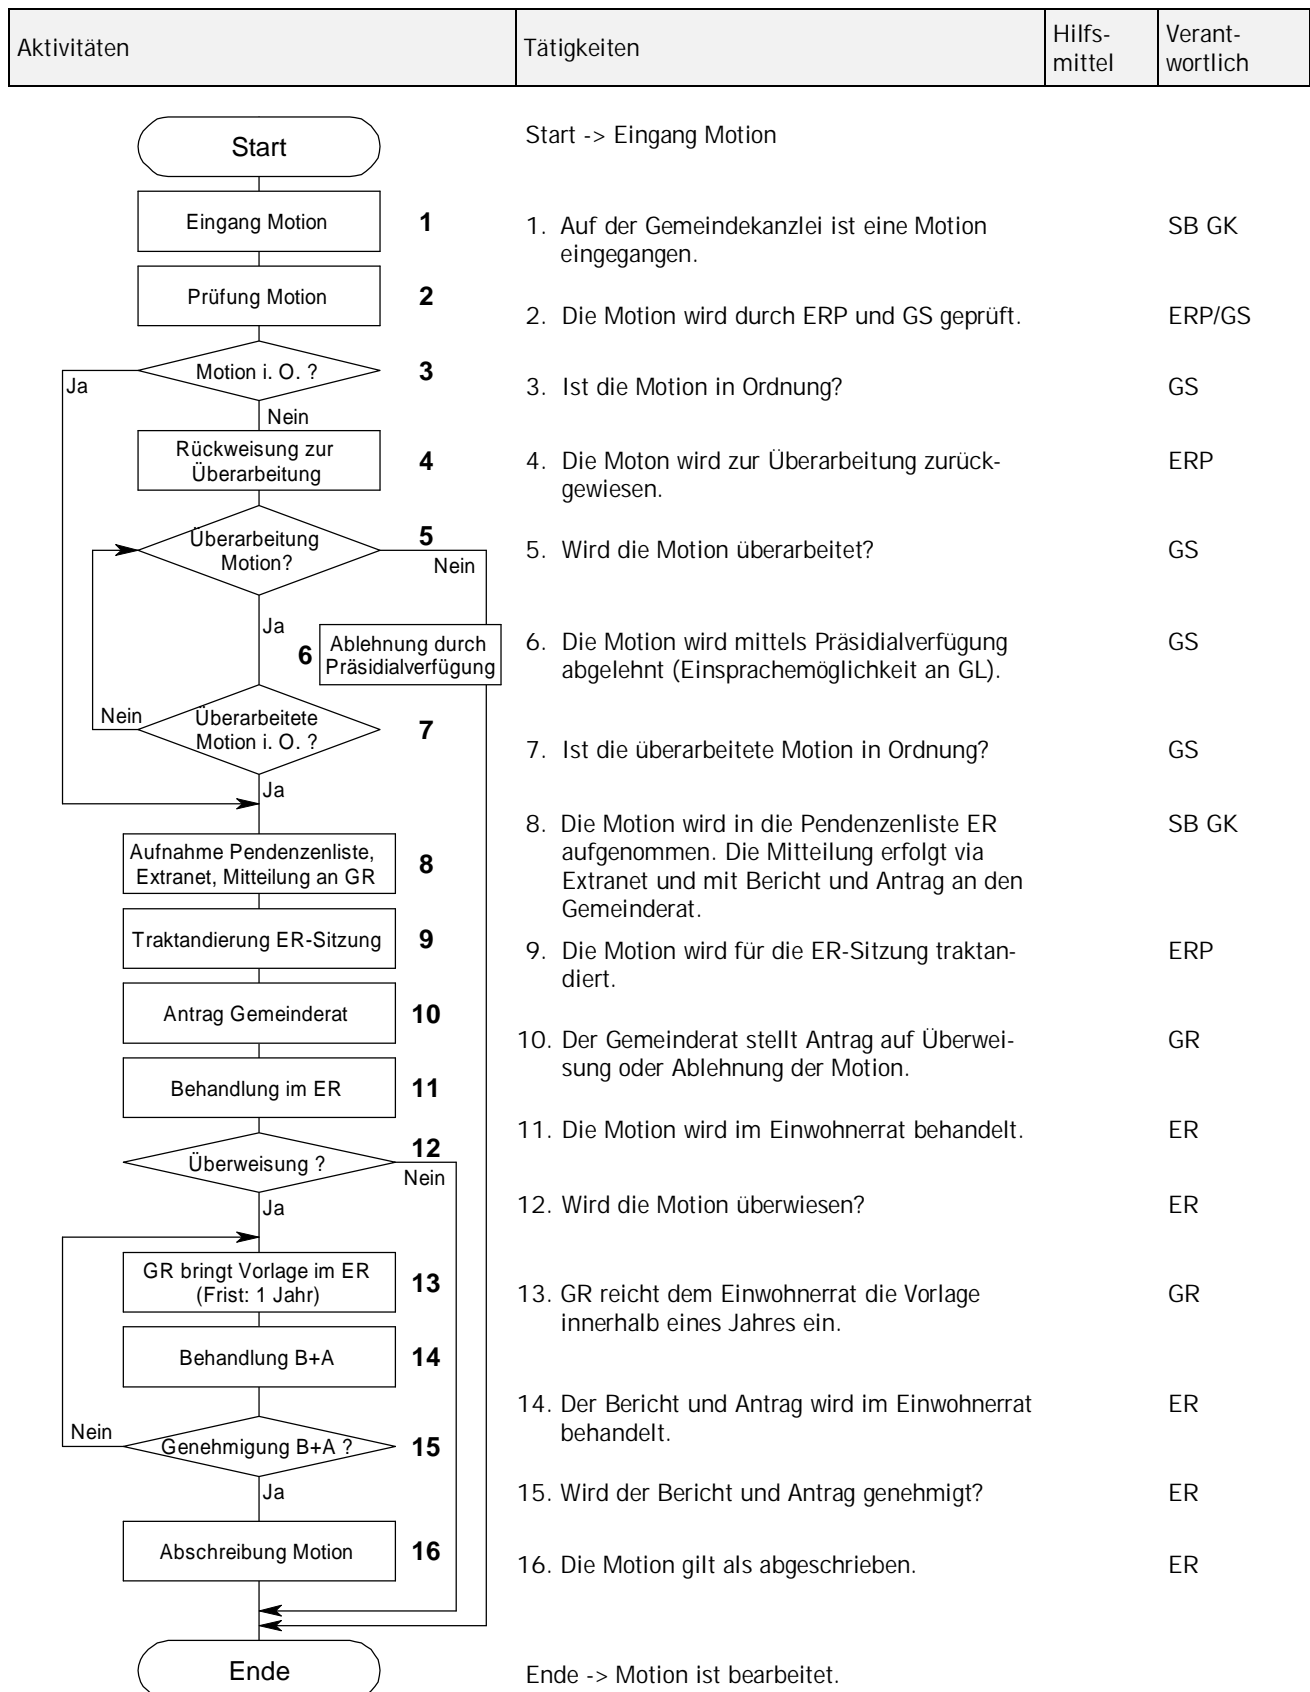 Aktivitäten
Tätigkeiten
Hilfs-
mittel
Verant-
wortlich
Start
Start -> Eingang Motion
Eingang Motion
1
1. Auf der Gemeindekanzlei ist eine Motion
eingegangen.
SB GK
Prüfung Motion
2
2. Die Motion wird durch ERP und GS geprüft.
ERP/GS
Motion i. O. ?
3
Ja
Nein
3. Ist die Motion in Ordnung?
GS
Rückweisung zur
Überarbeitung
4
4. Die Moton wird zur Überarbeitung zurück-
gewiesen.
ERP
Überarbeitung
Motion?
5
Nein
Ja
5. Wird die Motion überarbeitet?
GS
6
Ablehnung durch
Präsidialverfügung
6. Die Motion wird mittels Präsidialverfügung
abgelehnt (Einsprachemöglichkeit an GL).
GS
Nein
Überarbeitete
Motion i. O. ?
7
Ja
7. Ist die überarbeitete Motion in Ordnung?
GS
Aufnahme Pendenzenliste,
Extranet, Mitteilung an GR
8
8. Die Motion wird in die Pendenzenliste ER
aufgenommen. Die Mitteilung erfolgt via
Extranet und mit Bericht und Antrag an den
Gemeinderat.
SB GK
Traktandierung ER-Sitzung
9
9. Die Motion wird für die ER-Sitzung traktan-
diert.
ERP
Antrag Gemeinderat
10
10. Der Gemeinderat stellt Antrag auf Überwei-
sung oder Ablehnung der Motion.
GR
Behandlung im ER
11
11. Die Motion wird im Einwohnerrat behandelt.
ER
Überweisung ?
12
Nein
Ja
12. Wird die Motion überwiesen?
ER
GR bringt Vorlage im ER
(Frist: 1 Jahr)
13
13. GR reicht dem Einwohnerrat die Vorlage
innerhalb eines Jahres ein.
GR
Behandlung B+A
14
14. Der Bericht und Antrag wird im Einwohnerrat
behandelt.
ER
Nein
Genehmigung B+A ?
15
Ja
15. Wird der Bericht und Antrag genehmigt?
ER
Abschreibung Motion
16
16. Die Motion gilt als abgeschrieben.
ER
Ende
Ende -> Motion ist bearbeitet.